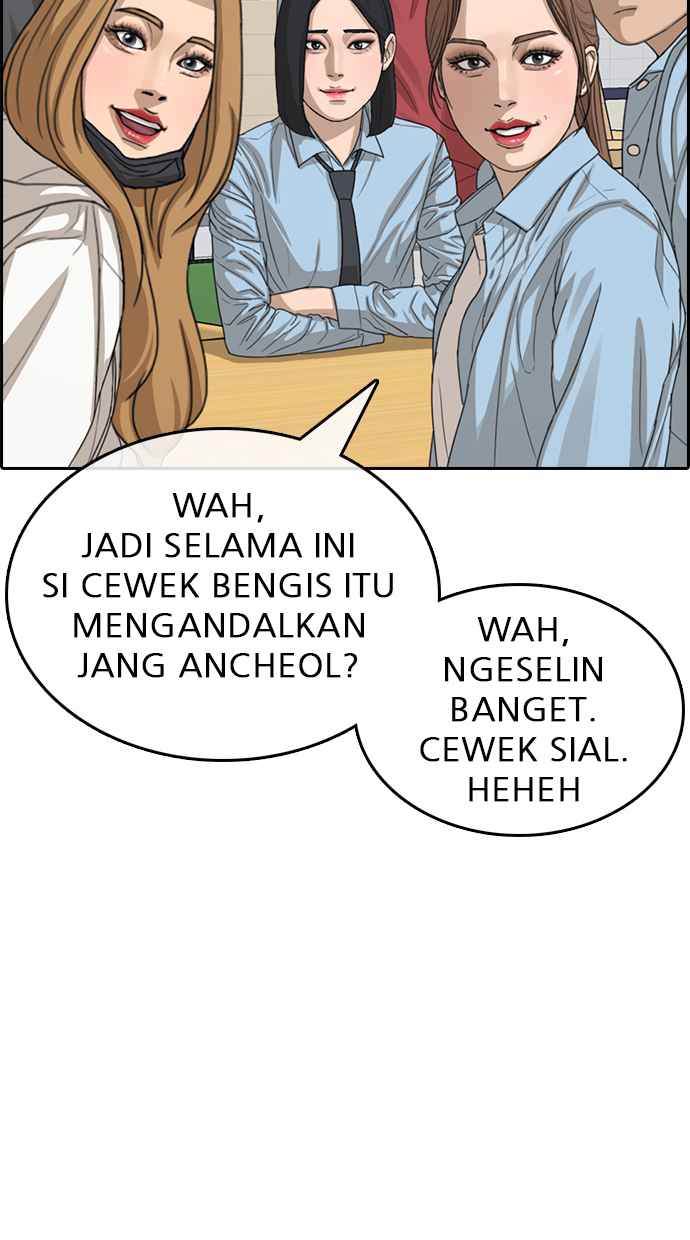 WAH,
JADI SELAMA INI
SI CEWEK BENGIS ITU
MENGANDALKAN
JANG ANCHEOL?
WAH,
NGESELIN
BANGET.
CEWEK SIAL.
HEHEH